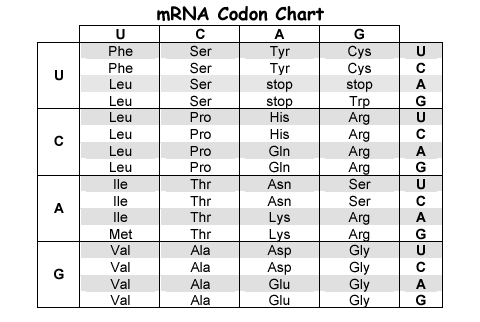 mRNA Codon Chart
U C A G
Phe Ser Tyr Cys U
Phe Ser Tyr Cys C
U
Leu Ser stop stop A
Leu Ser stop Trp G
Leu Pro His Arg U
Leu Pro His Arg C
C
Leu Pro Gln Arg A
Leu Pro Gln Arg G
Ile Thr Asn Ser U
Ile Thr Asn Ser C
A
Ile Thr Lys Arg A
Met Thr Lys Arg G
Val Ala Asp Gly U
Val Ala Asp Gly C
G
Val Ala Glu Gly A
Val Ala Glu Gly G